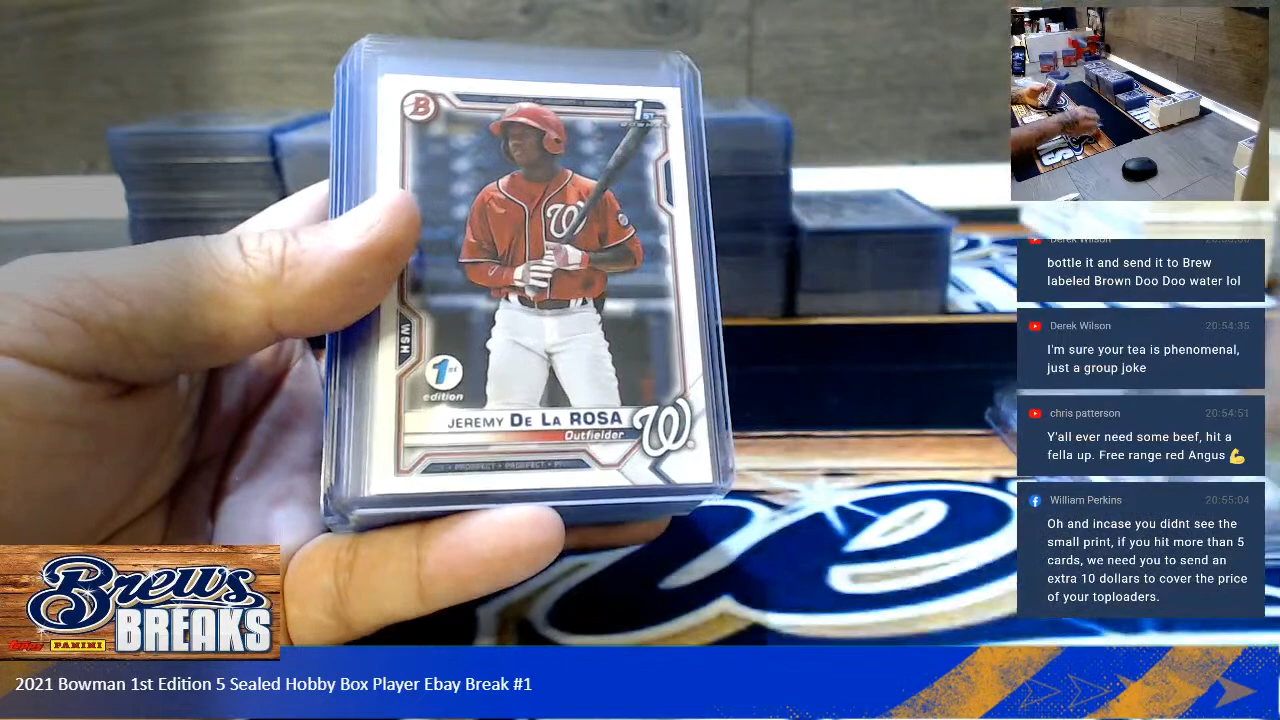 B
1ST
BOWMAN
W
WSH
1ST
edition
JEREMY DE LA ROSA
Outfielder
W
PROSPECT • PROSPECT • P
Derek Wilson
bottle it and send it to Brew
labeled Brown Doo Doo water lol
Derek Wilson 20:54:35
I'm sure your tea is phenomenal,
just a group joke
chris patterson 20:54:51
Y'all ever need some beef, hit a
fella up. Free range red Angus 💪
William Perkins 20:55:04
Oh and incase you didnt see the
small print, if you hit more than 5
cards, we need you to send an
extra 10 dollars to cover the price
of your toploaders.
Brews
BREAKS
Topps PANINI
2021 Bowman 1st Edition 5 Sealed Hobby Box Player Ebay Break #1